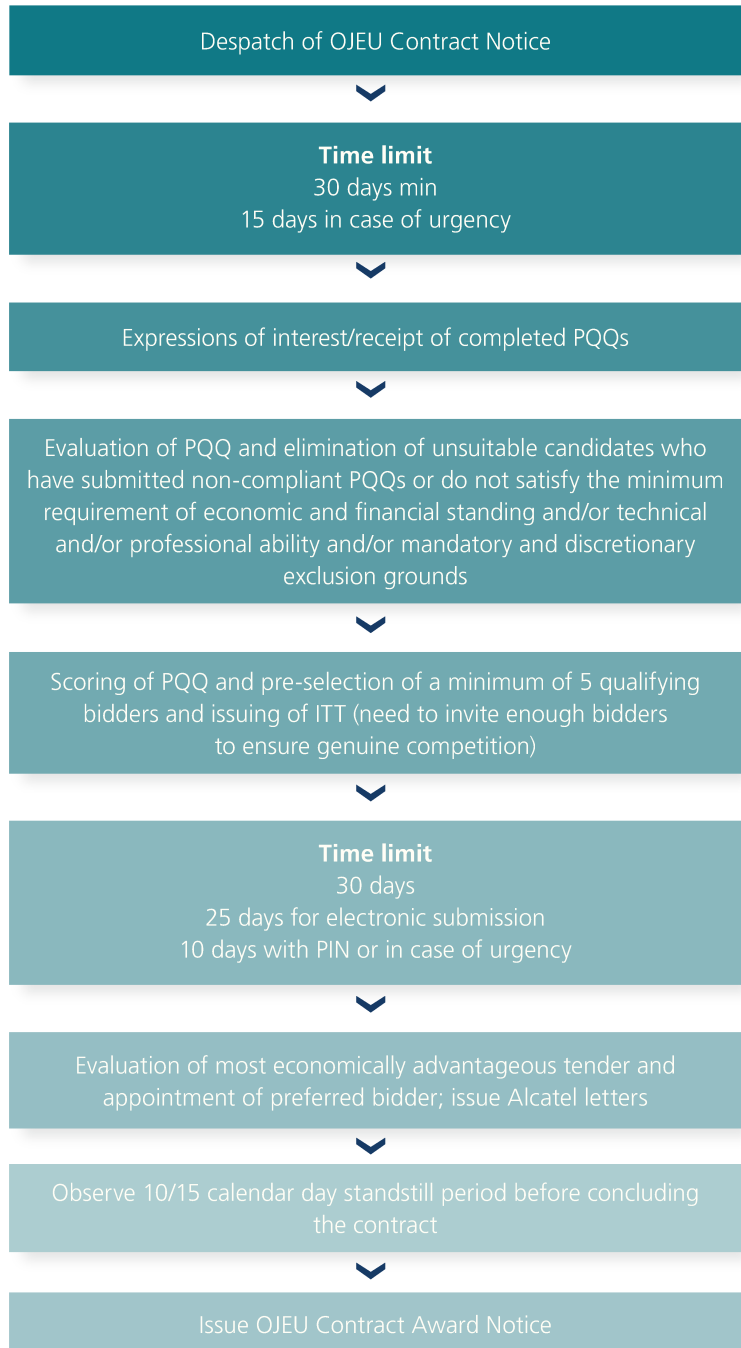 Despatch of OJEU Contract Notice
Time limit
30 days min
15 days in case of urgency
Expressions of interest/receipt of completed PQQs
Evaluation of PQQ and elimination of unsuitable candidates who
have submitted non-compliant PQQs or do not satisfy the minimum
requirement of economic and financial standing and/or technical
and/or professional ability and/or mandatory and discretionary
exclusion grounds
Scoring of PQQ and pre-selection of a minimum of 5 qualifying
bidders and issuing of ITT (need to invite enough bidders
to ensure genuine competition)
Time limit
30 days
25 days for electronic submission
10 days with PIN or in case of urgency
Evaluation of most economically advantageous tender and
appointment of preferred bidder; issue Alcatel letters
Observe 10/15 calendar day standstill period before concluding
the contract
Issue OJEU Contract Award Notice